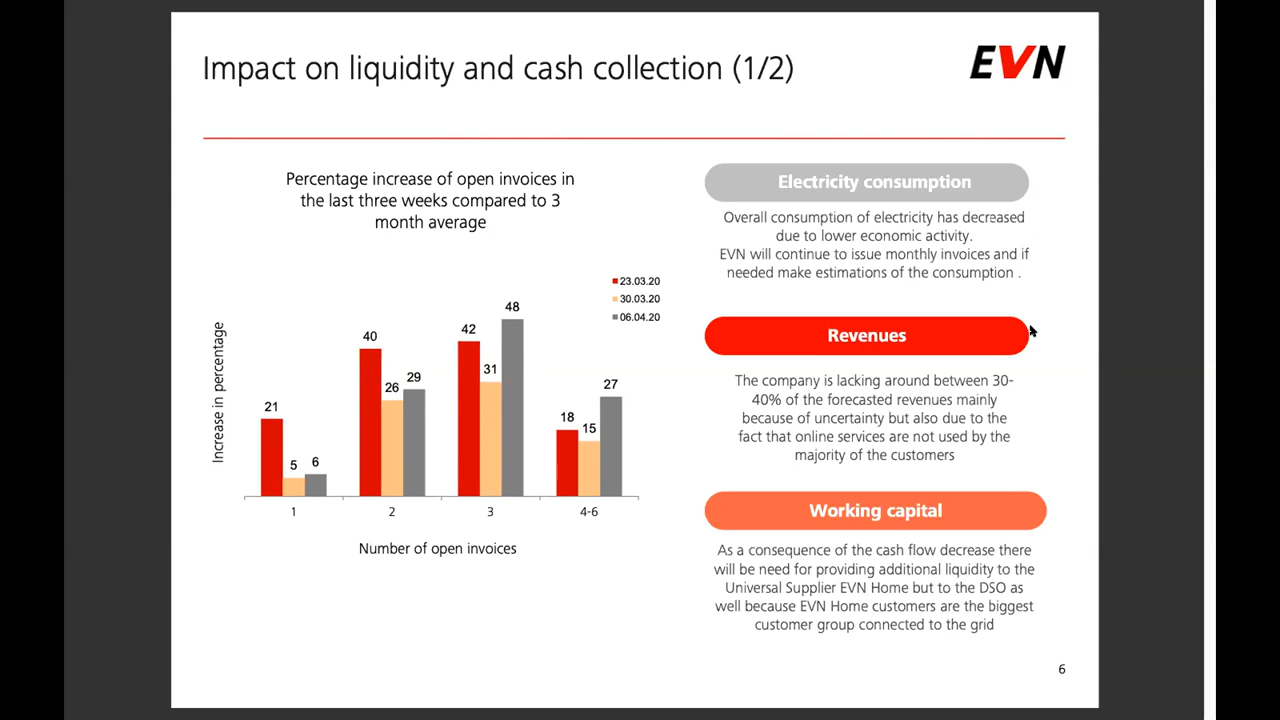 Impact on liquidity and cash collection (1/2)
EVN
Percentage increase of open invoices in
the last three weeks compared to 3
month average
23.03.20
30.03.20
06.04.20
Increase in percentage
21
5
6
40
26
29
42
31
48
18
15
27
1
2
3
4-6
Number of open invoices
Electricity consumption
Overall consumption of electricity has decreased
due to lower economic activity.
EVN will continue to issue monthly invoices and if
needed make estimations of the consumption .
Revenues
The company is lacking around between 30-
40% of the forecasted revenues mainly
because of uncertainty but also due to the
fact that online services are not used by the
majority of the customers
Working capital
As a consequence of the cash flow decrease there
will be need for providing additional liquidity to the
Universal Supplier EVN Home but to the DSO as
well because EVN Home customers are the biggest
customer group connected to the grid
6